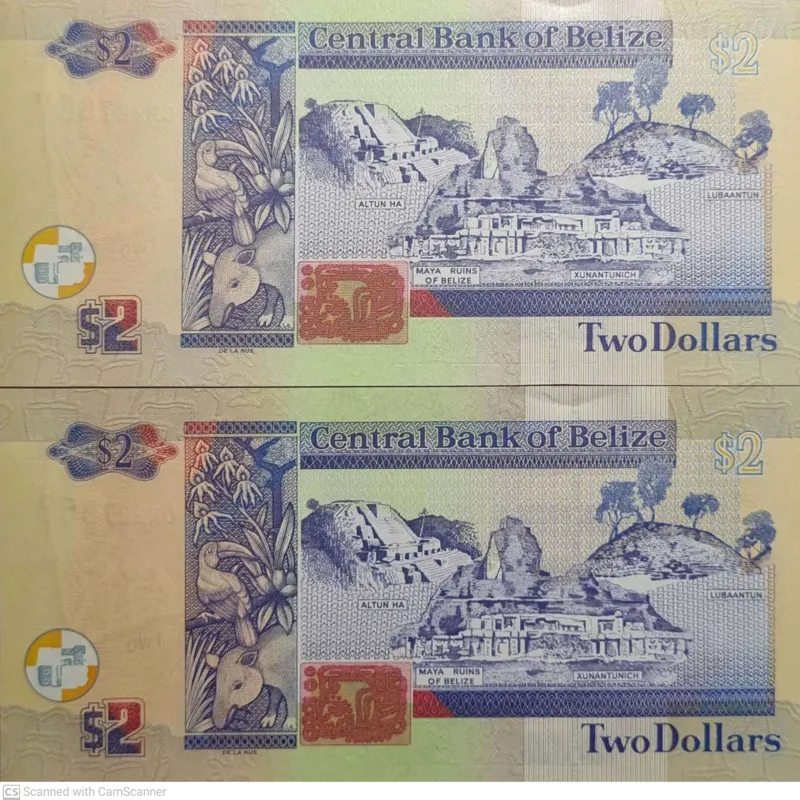 $2
Central Bank of Belize
$2
ALTUN HA
LUBAANTUN
MAYA RUINS
OF BELIZE
XUNANTUNICH
$2
Two Dollars
DE LA RUE
$2
Central Bank of Belize
$2
ALTUN HA
LUBAANTUN
MAYA RUINS
OF BELIZE
XUNANTUNICH
$2
Two Dollars
DE LA RUE
CS Scanned with CamScanner